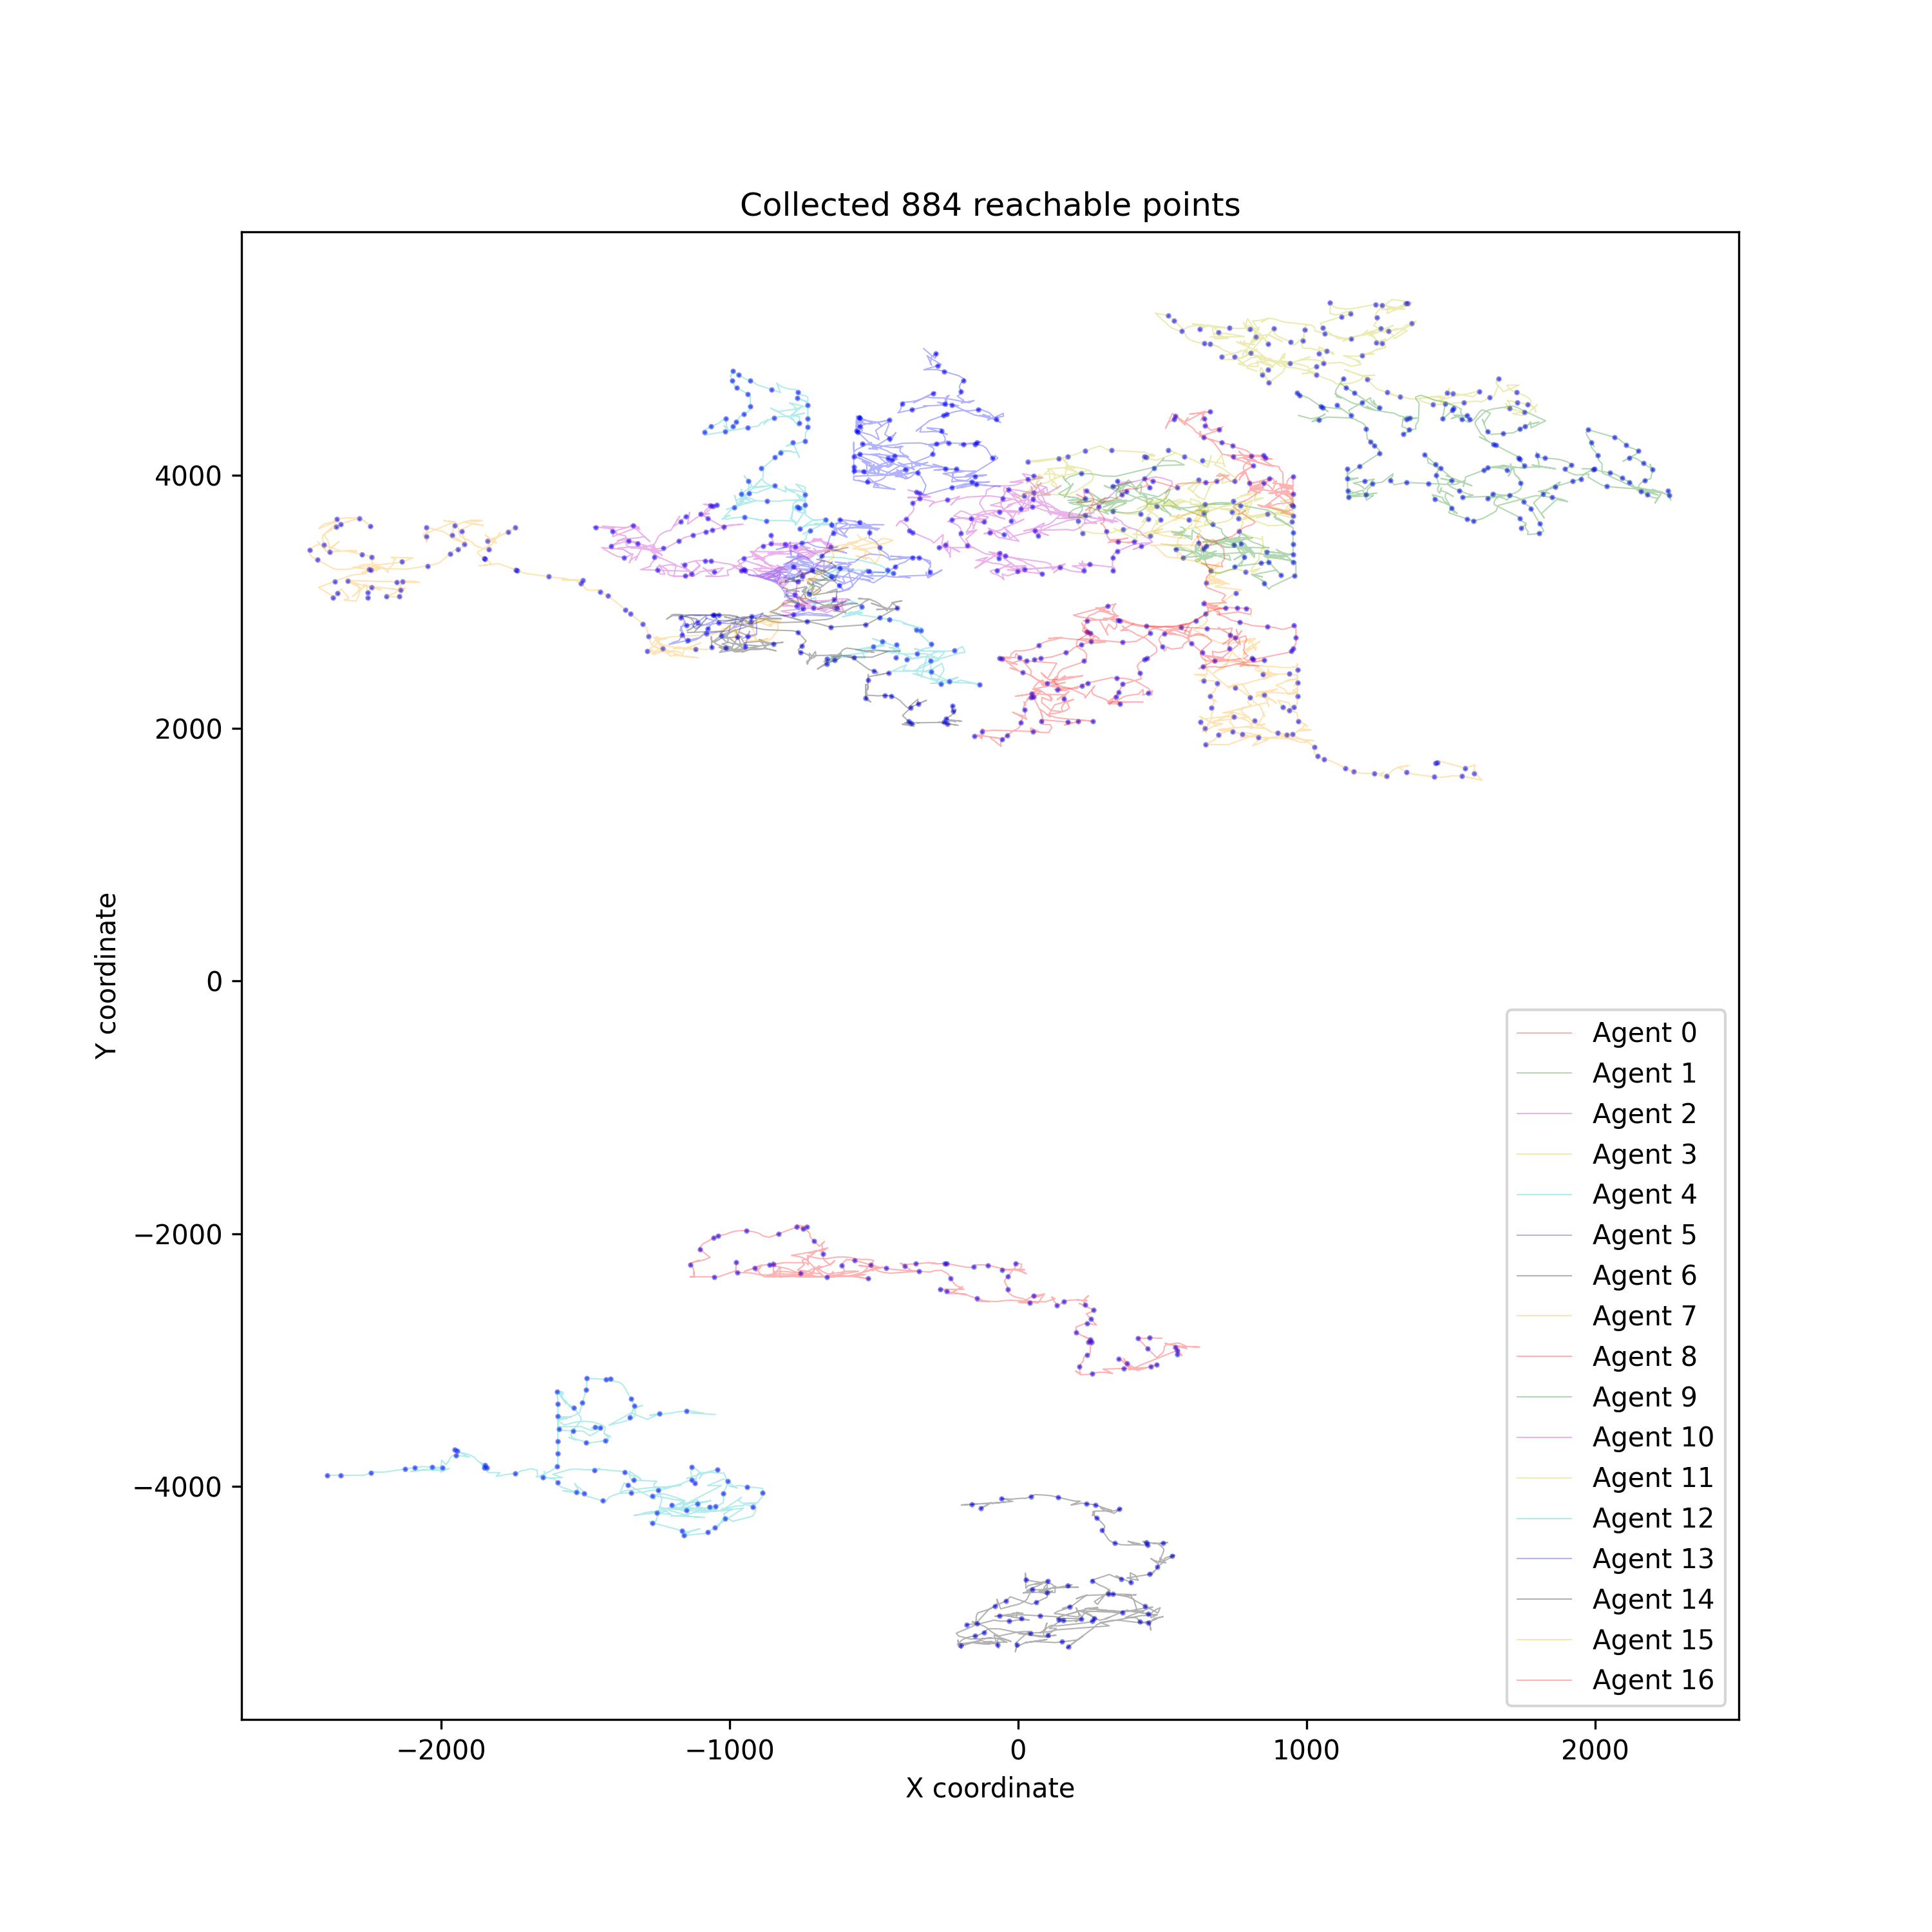 Collected 884 reachable points
Y coordinate
4000
2000
0
−2000
−4000
−2000
−1000
0
1000
2000
X coordinate
Agent 0
Agent 1
Agent 2
Agent 3
Agent 4
Agent 5
Agent 6
Agent 7
Agent 8
Agent 9
Agent 10
Agent 11
Agent 12
Agent 13
Agent 14
Agent 15
Agent 16